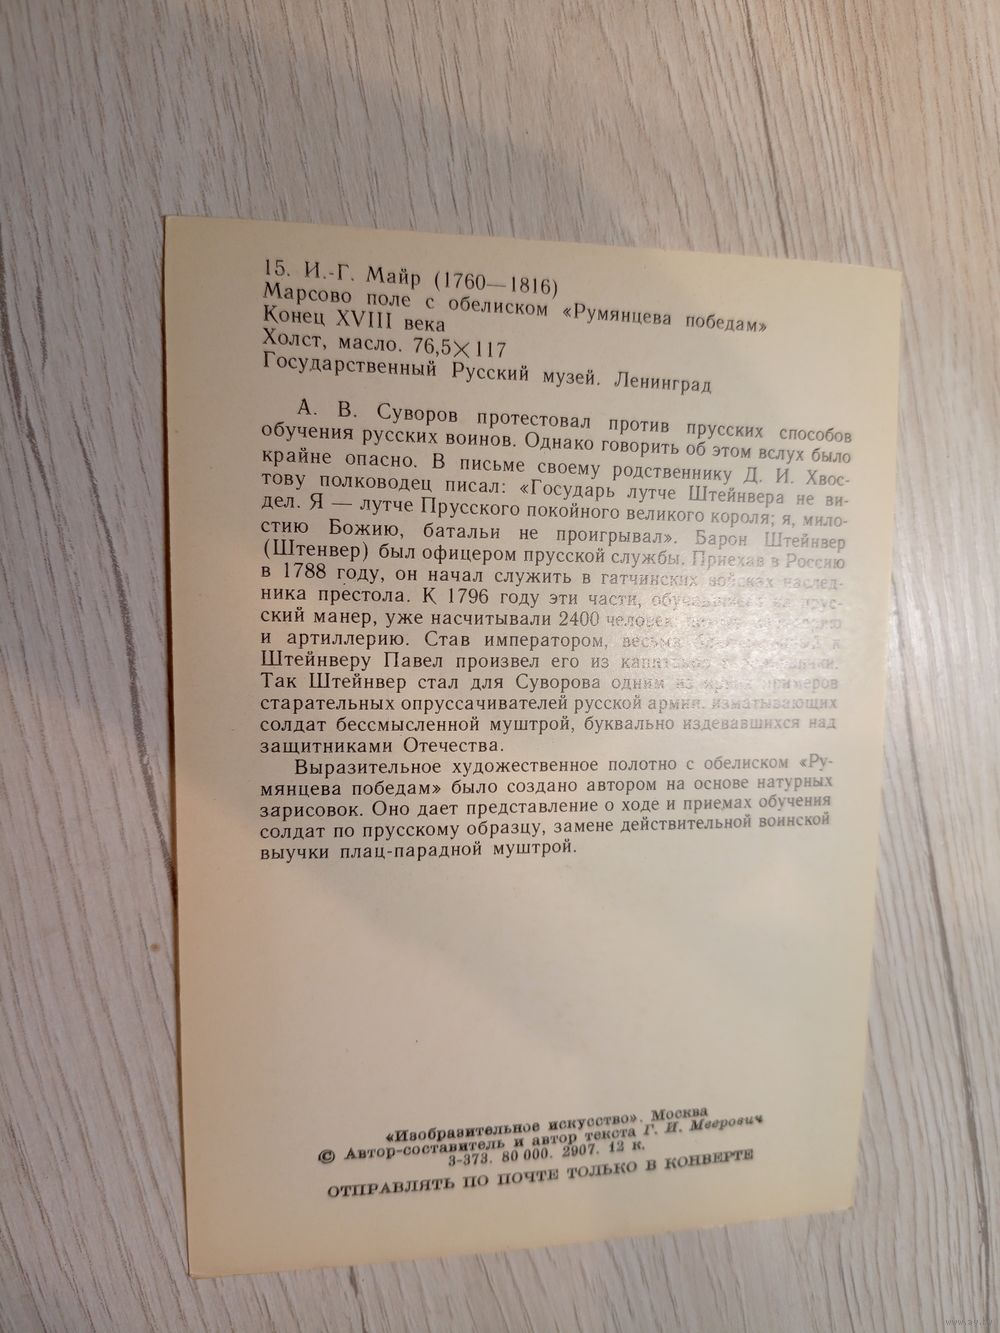 15. И.-Г. Майр (1760—1816)
Марсово поле с обелиском «Румянцева победам»
Конец XVIII века
Холст, масло. 76,5×117
Государственный Русский музей. Ленинград
А. В. Суворов протестовал против прусских способов
обучения русских воинов. Однако говорить об этом вслух было
крайне опасно. В письме своему родственнику Д. И. Хвос-
тову полководец писал: «Государь лутче Штейнвера не ви-
дел. Я — лутче Прусского покойного великого короля; я, мило-
стию Божию, батальи не проигрывал». Барон Штейнвер
(Штенвер) был офицером прусской службы. Приехав в Россию
в 1788 году, он начал служить в гатчинских войсках наслед-
ника престола. К 1796 году эти части, на прус-
ский манер, уже насчитывали 2400 человек
и артиллерию. Став императором, весьма к
Штейнверу Павел произвел его из
Так Штейнвер стал для Суворова одним из примеров
старательных опруссачивателей русской армии, изматывающих
солдат бессмысленной муштрой, буквально издевавшихся над
защитниками Отечества.
Выразительное художественное полотно с обелиском «Ру-
мянцева победам» было создано автором на основе натурных
зарисовок. Оно дает представление о ходе и приемах обучения
солдат по прусскому образцу, замене действительной воинской
выучки плац-парадной муштрой.
«Изобразительное искусство». Москва
© Автор-составитель и автор текста Г. И. Меерович
3-373. 80 000. 2907. 12 к.
ОТПРАВЛЯТЬ ПО ПОЧТЕ ТОЛЬКО В КОНВЕРТЕ